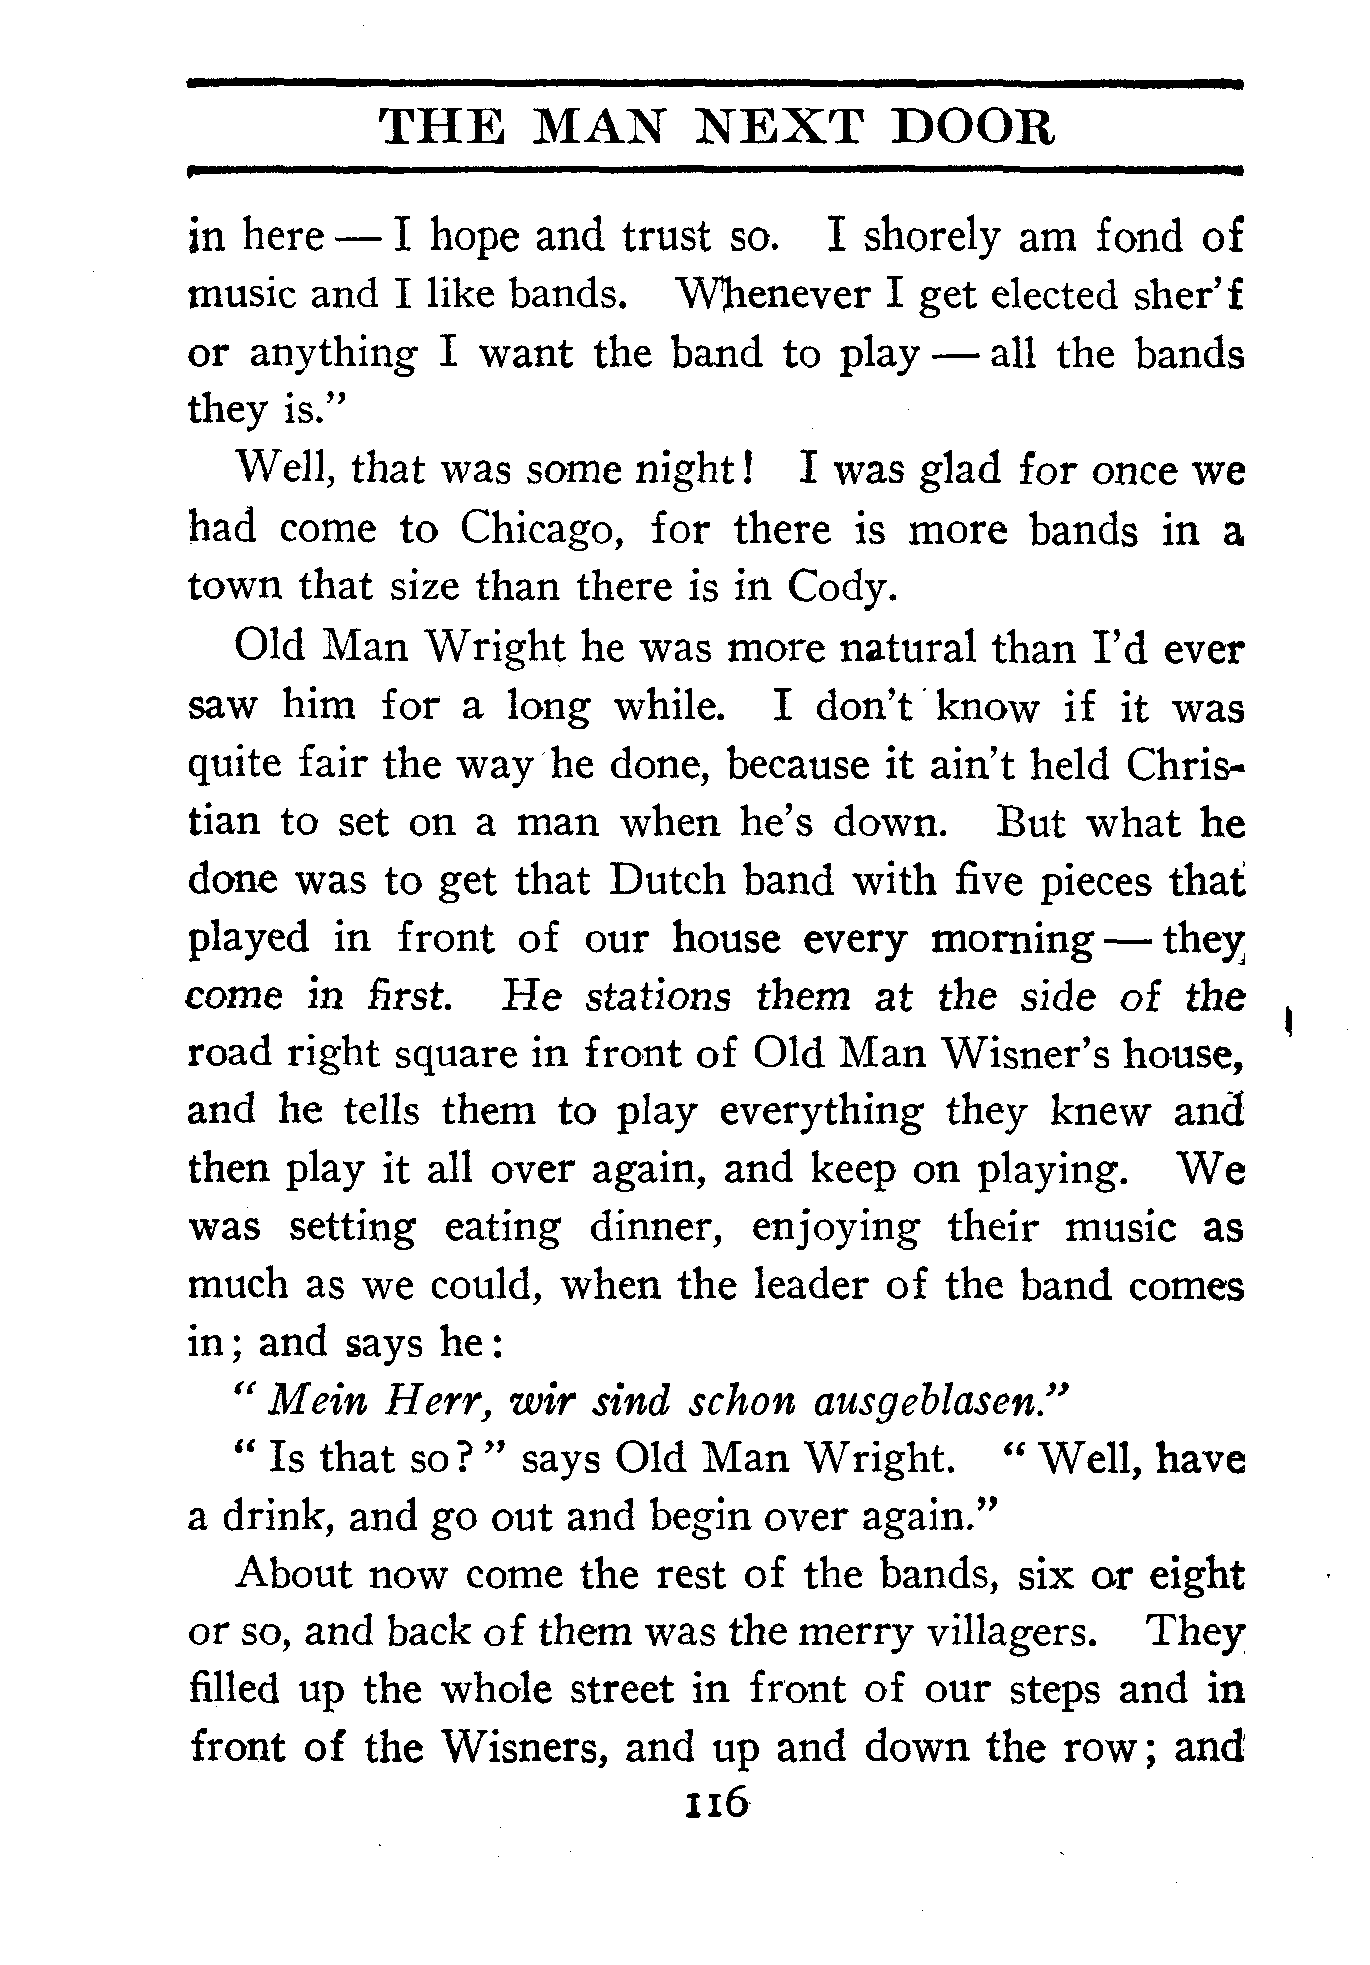 THE MAN NEXT DOOR
in here — I hope and trust so. I shorely am fond of
music and I like bands. Whenever I get elected sher'f
or anything I want the band to play — all the bands
they is.”
Well, that was some night! I was glad for once we
had come to Chicago, for there is more bands in a
town that size than there is in Cody.
Old Man Wright he was more natural than I'd ever
saw him for a long while. I don't know if it was
quite fair the way he done, because it ain't held Chris-
tian to set on a man when he's down. But what he
done was to get that Dutch band with five pieces that
played in front of our house every morning — they
come in first. He stations them at the side of the
road right square in front of Old Man Wisner's house,
and he tells them to play everything they knew and
then play it all over again, and keep on playing. We
was setting eating dinner, enjoying their music as
much as we could, when the leader of the band comes
in; and says he:
“Mein Herr, wir sind schon ausgeblasen.”
“Is that so?” says Old Man Wright. “Well, have
a drink, and go out and begin over again.”
About now come the rest of the bands, six or eight
or so, and back of them was the merry villagers. They
filled up the whole street in front of our steps and in
front of the Wisners, and up and down the row; and
116